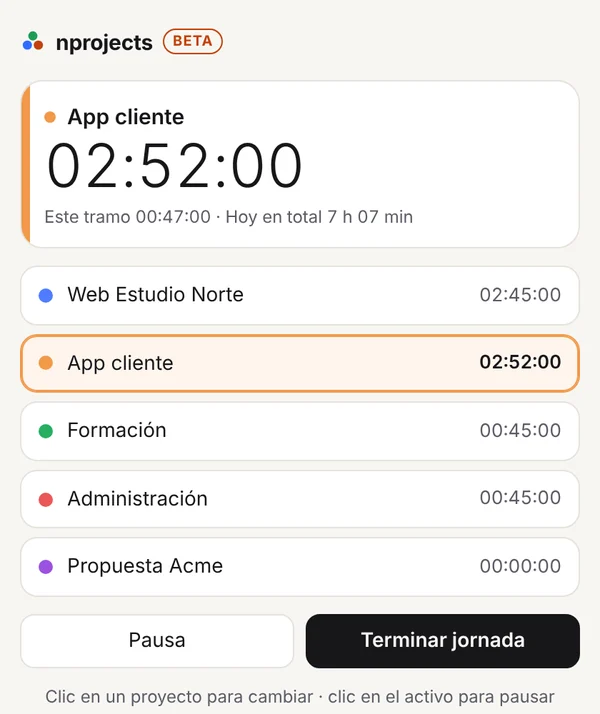 nprojects BETA
App cliente
02:52:00
Este tramo 00:47:00 · Hoy en total 7 h 07 min
Web Estudio Norte 02:45:00
App cliente 02:52:00
Formación 00:45:00
Administración 00:45:00
Propuesta Acme 00:00:00
Pausa Terminar jornada
Clic en un proyecto para cambiar · clic en el activo para pausar